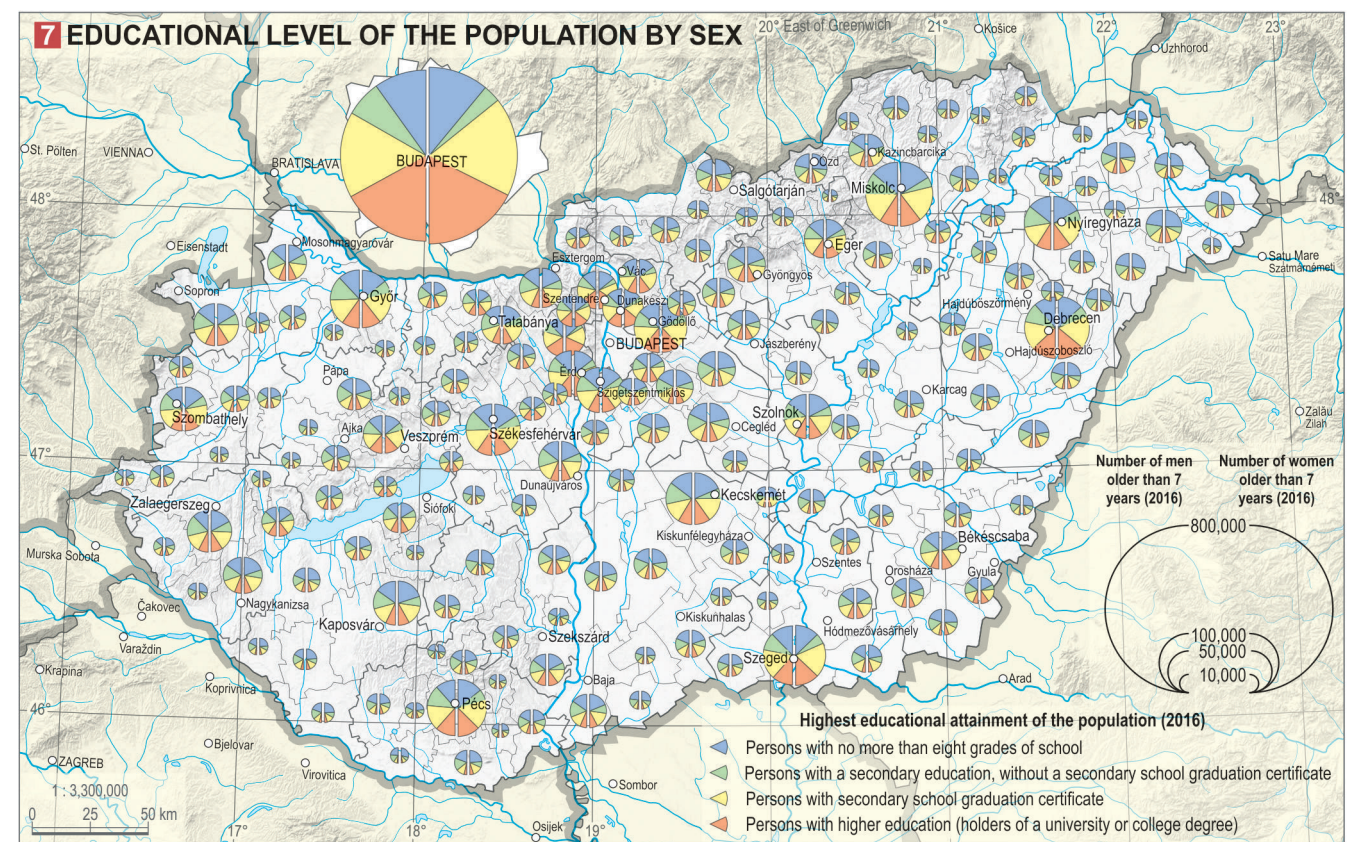 7 EDUCATIONAL LEVEL OF THE POPULATION BY SEX
20° East of Greenwich
21°
22°
23°
Košice
Uzhhorod
St. Pölten
VIENNA
BRATISLAVA
BUDAPEST
48°
48°
Ózd
Kazincbarcika
Salgótarján
Miskolc
Nyíregyháza
Eisenstadt
Mosonmagyaróvár
Eger
Satu Mare
Szatmárnémeti
Esztergom
Vác
Gyöngyös
Sopron
Győr
Szentendre
Dunakeszi
Hajdúböszörmény
Tatabánya
Gödöllő
Debrecen
BUDAPEST
Jászberény
Hajdúszoboszló
Pápa
Érd
Szigetszentmiklós
Karcag
Szombathely
Ajka
Veszprém
Székesfehérvár
Cegléd
Szolnok
Zalău
Zilah
47°
47°
Dunaújváros
Zalaegerszeg
Siófok
Kecskemét
Murska Sobota
Kiskunfélegyháza
Békéscsaba
Szentes
Orosháza
Gyula
Nagykanizsa
Čakovec
Kaposvár
Kiskunhalas
Hódmezővásárhely
Varaždin
Szekszárd
Szeged
Krapina
Koprivnica
Baja
Arad
46°
46°
Pécs
Bjelovar
ZAGREB
Virovitica
Sombor
Osijek
17°
18°
19°
1 : 3,300,000
0 25 50 km
Number of men
older than 7
years (2016)
Number of women
older than 7
years (2016)
800,000
100,000
50,000
10,000
Highest educational attainment of the population (2016)
Persons with no more than eight grades of school
Persons with a secondary education, without a secondary school graduation certificate
Persons with secondary school graduation certificate
Persons with higher education (holders of a university or college degree)